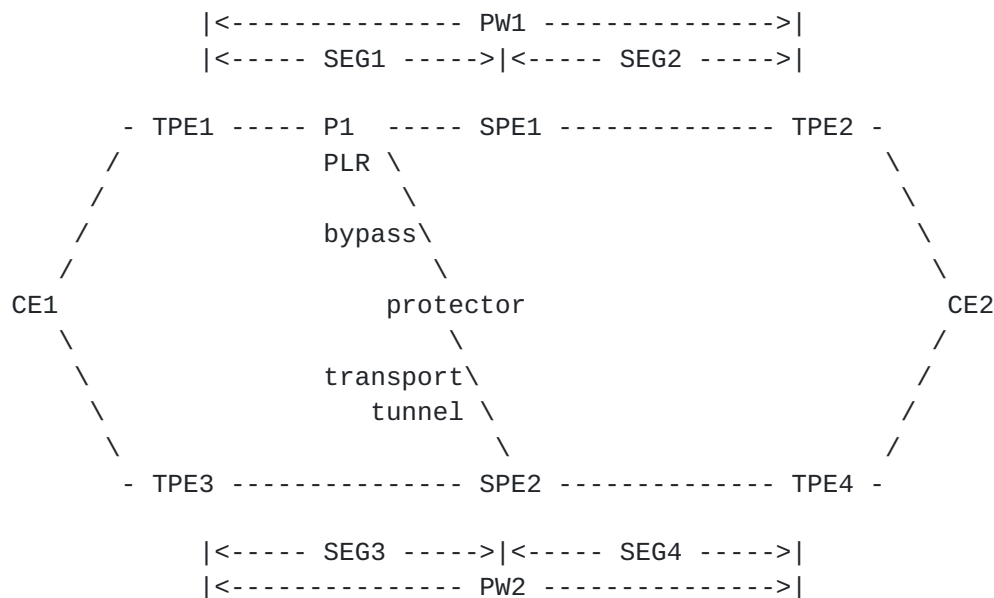 |<--------------- PW1 --------------->|
|<----- SEG1 ----->|<----- SEG2 ----->|
- TPE1 ----- P1 ----- SPE1 -------------- TPE2 -
/ PLR \ \
/ \ \
/ bypass\ \
/ \ \
CE1 protector CE2
\ \ /
\ transport\ /
\ tunnel \ /
\ \ /
- TPE3 --------------- SPE2 -------------- TPE4 -
|<----- SEG3 ----->|<----- SEG4 ----->|
|<--------------- PW2 --------------->|